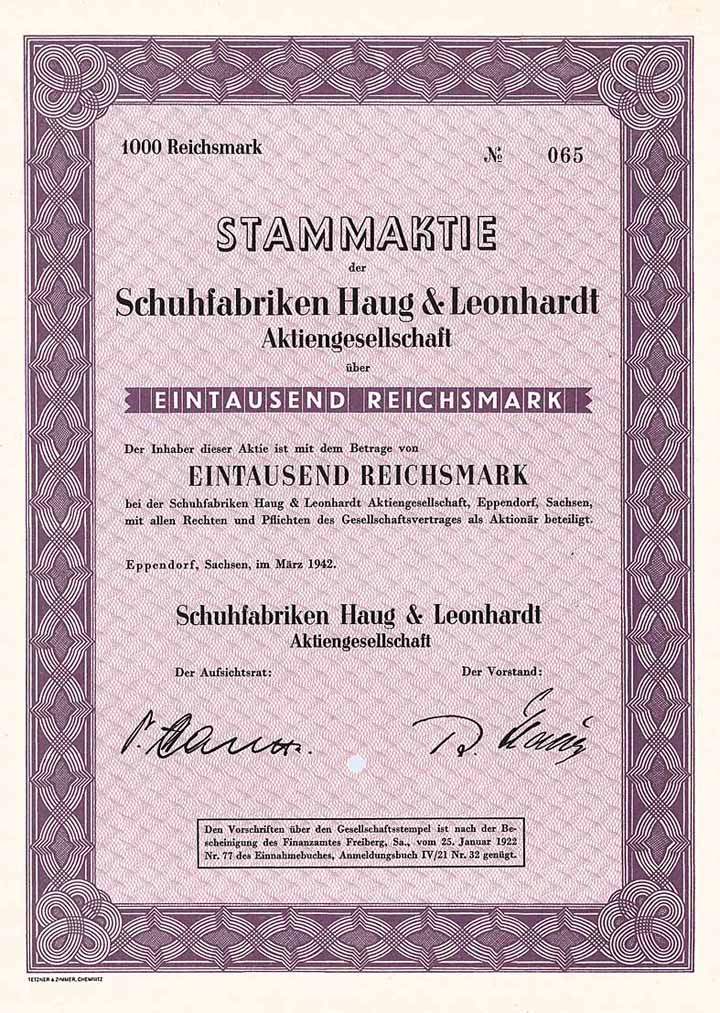 1000 Reichsmark
№ 065
STAMMAKTIE
der
Schuhfabriken Haug & Leonhardt
Aktiengesellschaft
über
EINTAUSEND REICHSMARK
Der Inhaber dieser Aktie ist mit dem Betrage von
EINTAUSEND REICHSMARK
bei der Schuhfabriken Haug & Leonhardt Aktiengesellschaft, Eppendorf, Sachsen,
mit allen Rechten und Pflichten des Gesellschaftsvertrages als Aktionär beteiligt.
Eppendorf, Sachsen, im März 1942.
Schuhfabriken Haug & Leonhardt
Aktiengesellschaft
Der Aufsichtsrat:
Der Vorstand:
Den Vorschriften über den Gesellschaftsstempel ist nach der Be-
scheinigung des Finanzamtes Freiberg, Sa., vom 25. Januar 1922
Nr. 77 des Einnahmebuches, Anmeldungsbuch IV/21 Nr. 32 genügt.
TETZNER & ZIMMER, CHEMNITZ